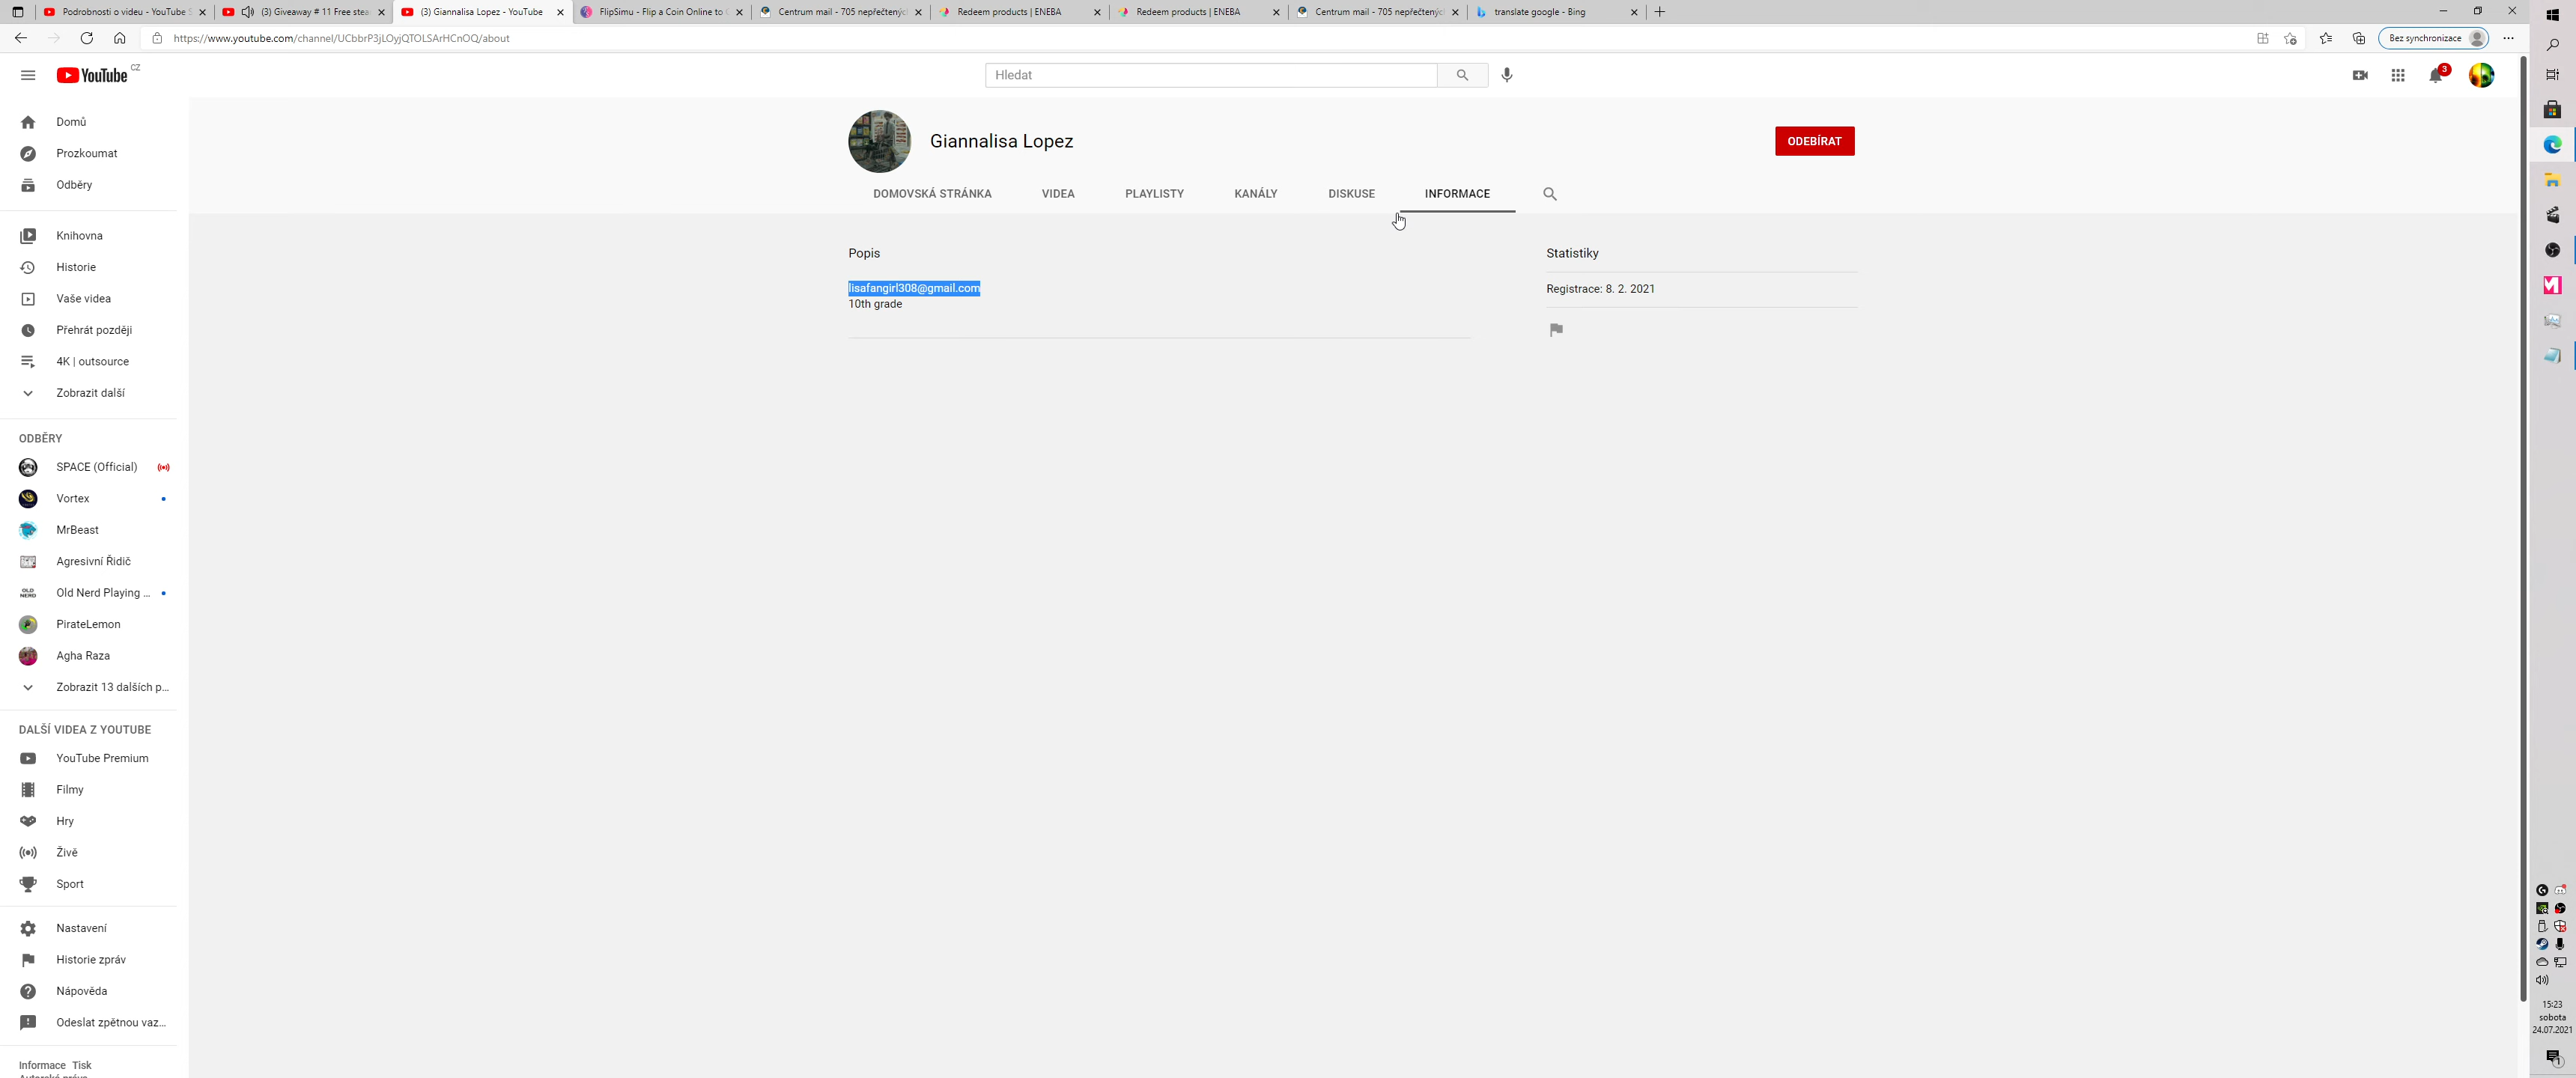 Podrobnosti o videu - YouTube S
(3) Giveaway # 11 Free stea
(3) Giannalisa Lopez - YouTube
FlipSimu - Flip a Coin Online to
Centrum mail - 705 nepřečtenýc
Redeem products | ENEBA
Redeem products | ENEBA
Centrum mail - 705 nepřečtenýc
translate google - Bing
https://www.youtube.com/channel/UCbbrP3jLOyjQTOLSArHCnOQ/about
Bez synchronizace
YouTube CZ
Hledat
3
Domů
Prozkoumat
Odběry
Knihovna
Historie
Vaše videa
Přehrát později
4K | outsource
Zobrazit další
ODBĚRY
SPACE (Official)
Vortex
MrBeast
Agresivní Řidič
Old Nerd Playing ...
PirateLemon
Agha Raza
Zobrazit 13 dalších p...
DALŠÍ VIDEA Z YOUTUBE
YouTube Premium
Filmy
Hry
Živě
Sport
Nastavení
Historie zpráv
Nápověda
Odeslat zpětnou vaz...
Informace Tisk
Giannalisa Lopez
ODEBÍRAT
DOMOVSKÁ STRÁNKA
VIDEA
PLAYLISTY
KANÁLY
DISKUSE
INFORMACE
Popis
lisafangirl308@gmail.com
10th grade
Statistiky
Registrace: 8. 2. 2021
15:23
sobota
24.07.2021
1